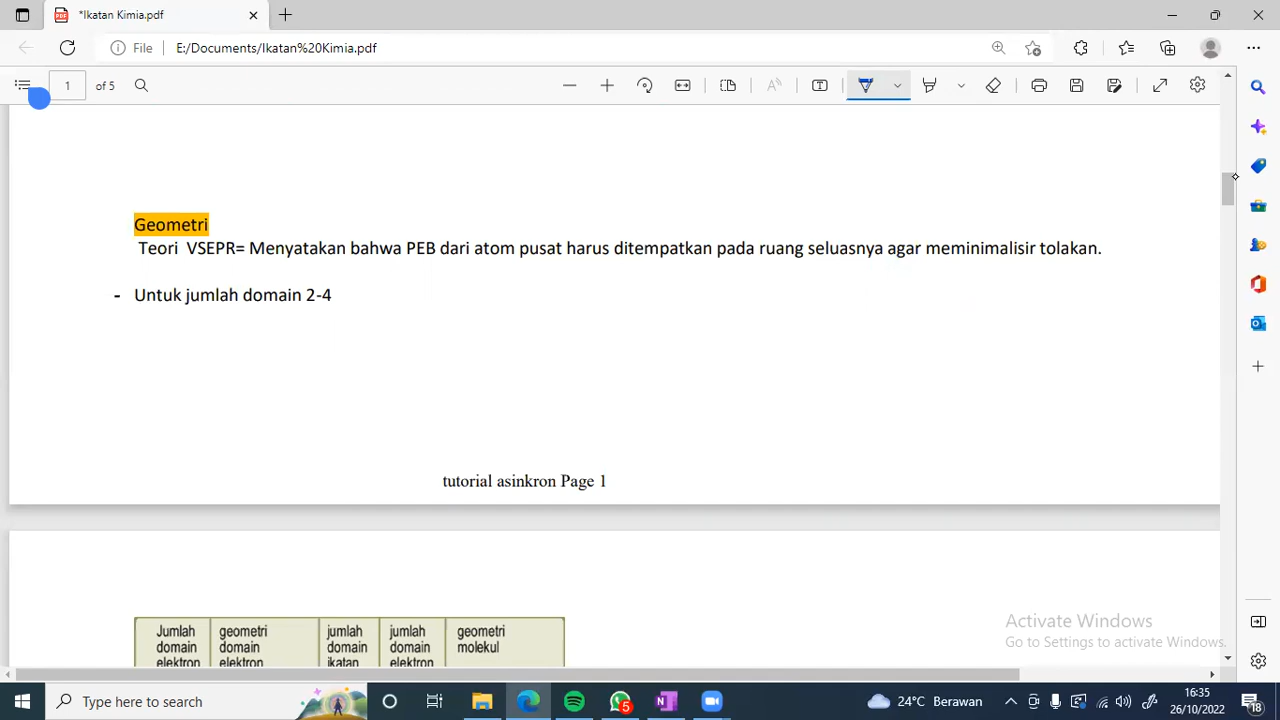 *Ikatan Kimia.pdf
File E:/Documents/Ikatan%20Kimia.pdf
1 of 5
Geometri
Teori VSEPR= Menyatakan bahwa PEB dari atom pusat harus ditempatkan pada ruang seluasnya agar meminimalisir tolakan.
- Untuk jumlah domain 2-4
tutorial asinkron Page 1
Jumlah domain elektron
geometri domain elektron
jumlah domain ikatan
jumlah domain elektron
geometri molekul
Activate Windows
Go to Settings to activate Windows.
Type here to search
5
24°C Berawan
16:35
26/10/2022
18